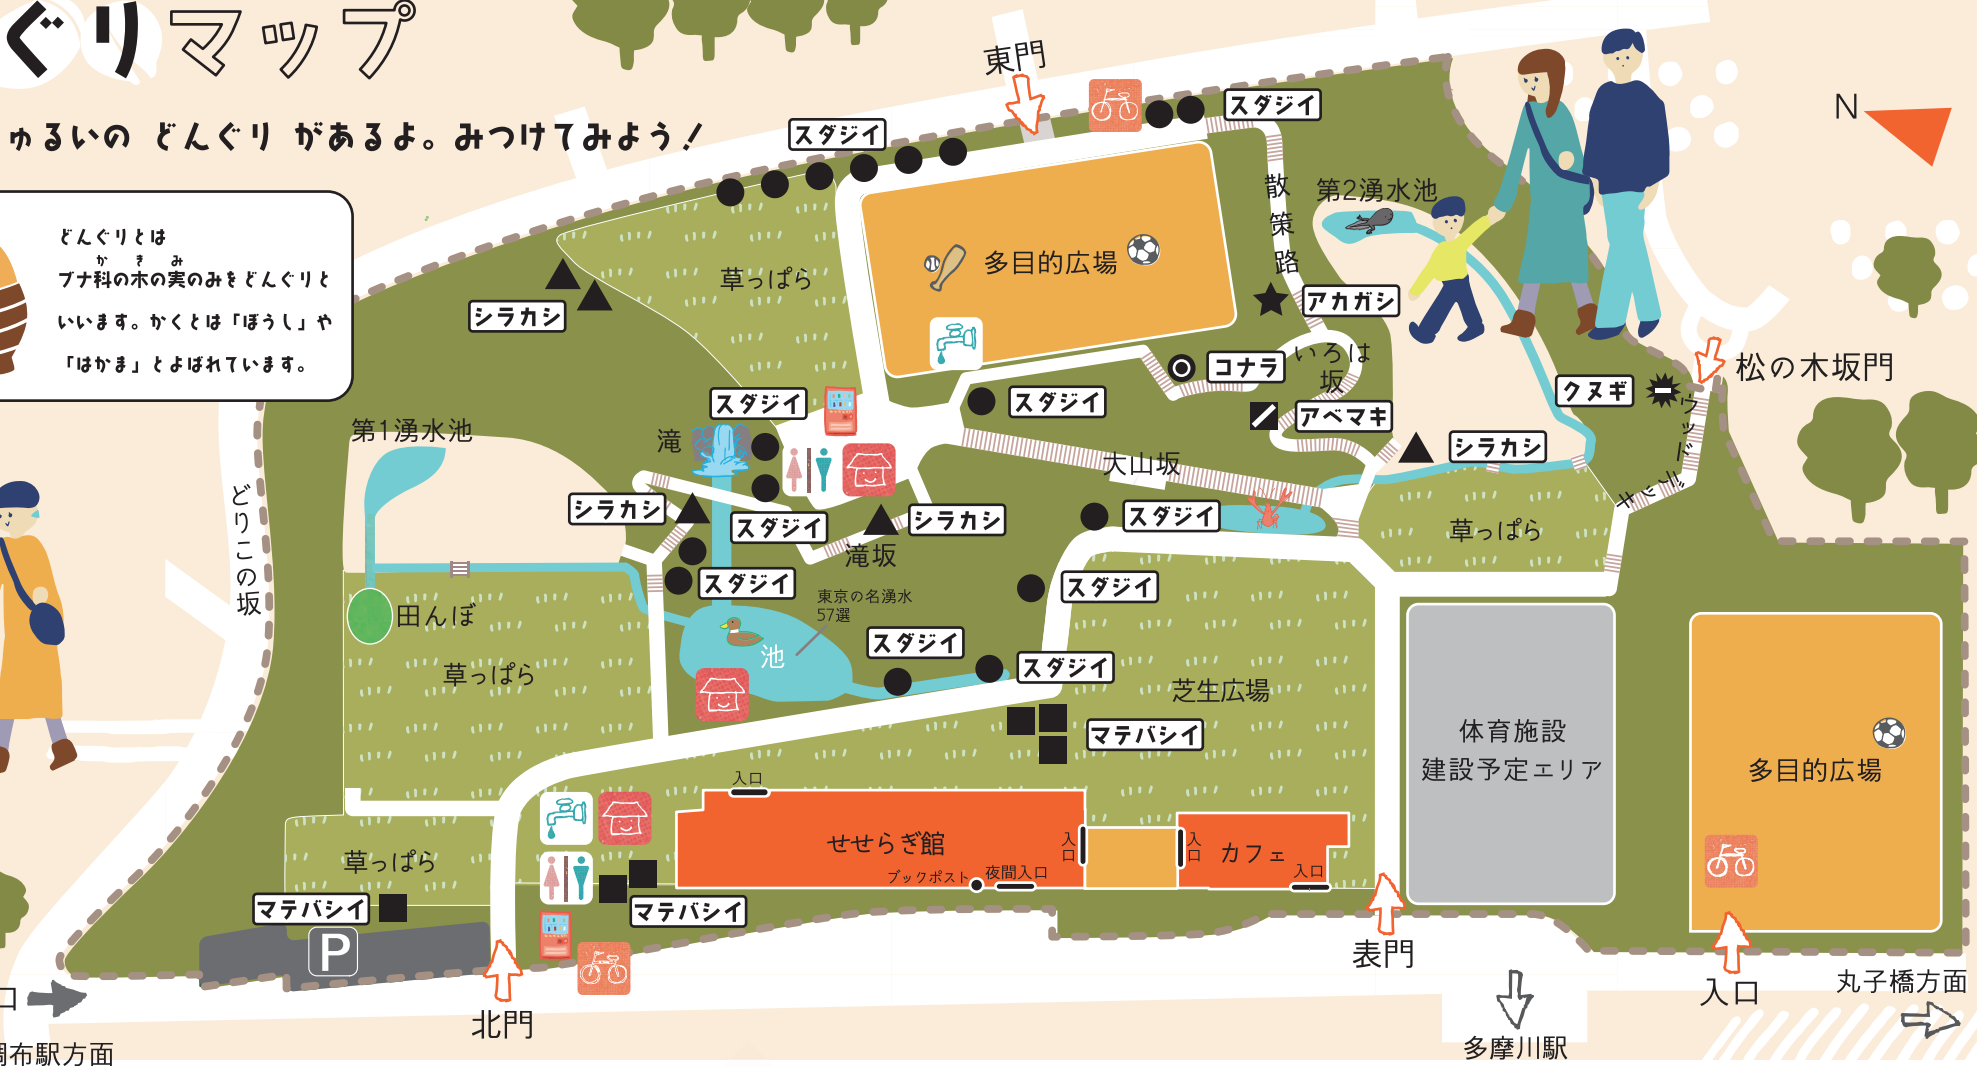 ぐりマップ
ゅるいの どんぐり があるよ。みつけてみよう！
どんぐりとは
か き み
ブナ科の木の実のみをどんぐりと
いいます。かくとは「ぼうし」や
「はかま」とよばれています。
東門
スダジイ
スダジイ
N
散策路
第2湧水池
多目的広場
草っぱら
シラカシ
アカガシ
いろは坂
コナラ
松の木坂門
クヌギ
ウッドデッキ
スダジイ
スダジイ
アベマキ
第1湧水池
滝
シラカシ
大山坂
どりこの坂
シラカシ
スダジイ
シラカシ
スダジイ
草っぱら
滝坂
スダジイ
スダジイ
東京の名湧水
57選
田んぼ
スダジイ
池
スダジイ
草っぱら
芝生広場
マテバシイ
体育施設
建設予定エリア
多目的広場
入口
せせらぎ館
入口
入口
カフェ
入口
ブックポスト
夜間入口
草っぱら
マテバシイ
マテバシイ
P
表門
北門
入口
丸子橋方面
多摩川駅
口
布駅方面